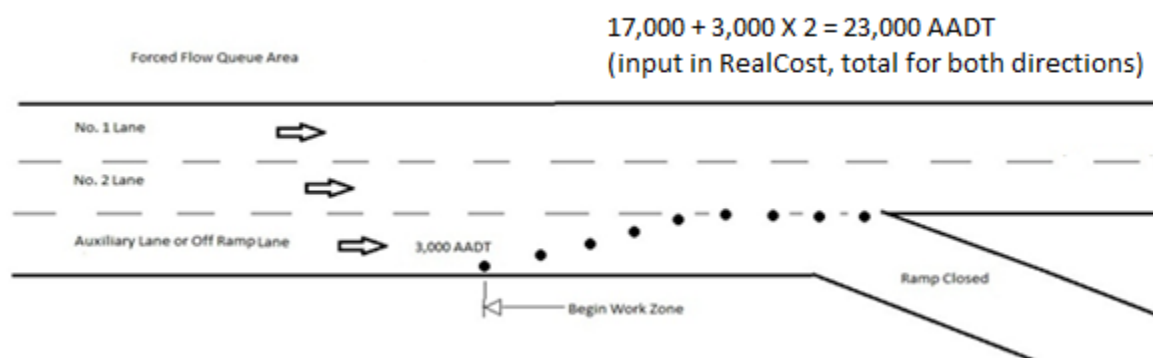 17,000 + 3,000 X 2 = 23,000 AADT
(input in RealCost, total for both directions)
Forced Flow Queue Area
No. 1 Lane
No. 2 Lane
Auxiliary Lane or Off Ramp Lane
3,000 AADT
Ramp Closed
Begin Work Zone